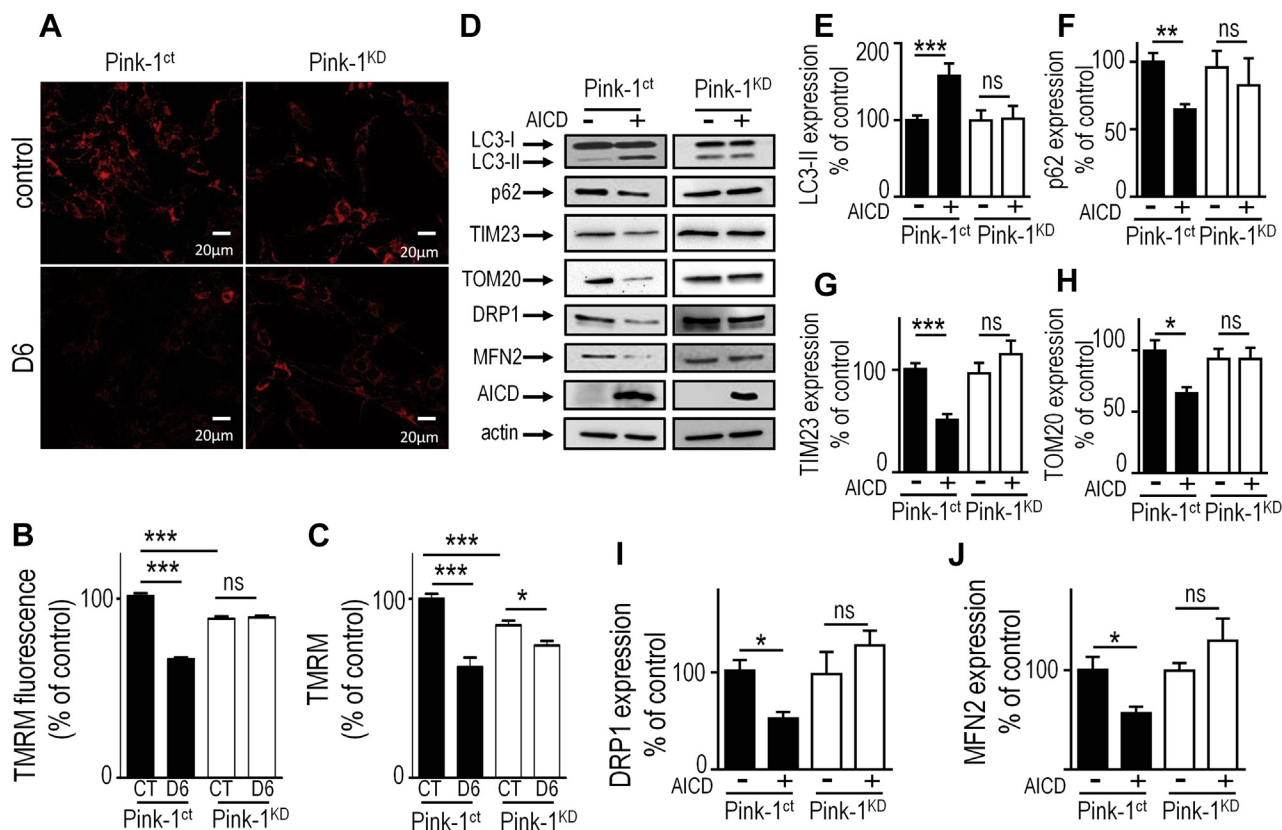 A
Pink-1ct Pink-1KD
control
20µm 20µm
D6
20µm 20µm
B
TMRM fluorescence
(% of control)
100
0
*** *** ns
CT D6 CT D6
Pink-1ct Pink-1KD
C
TMRM
(% of control)
100
0
*** *** *
CT D6 CT D6
Pink-1ct Pink-1KD
D
Pink-1ct Pink-1KD
AICD - + - +
LC3-I
LC3-II
p62
TIM23
TOM20
DRP1
MFN2
AICD
actin
E
LC3-II expression
% of control
200
100
0
*** ns
AICD - + - +
Pink-1ct Pink-1KD
F
p62 expression
% of control
100
50
0
** ns
AICD - + - +
Pink-1ct Pink-1KD
G
TIM23 expression
% of control
100
0
*** ns
AICD - + - +
Pink-1ct Pink-1KD
H
TOM20 expression
% of control
100
50
0
* ns
AICD - + - +
Pink-1ct Pink-1KD
I
DRP1 expression
% of control
100
0
* ns
AICD - + - +
Pink-1ct Pink-1KD
J
MFN2 expression
% of control
100
* ns
AICD - + - +
Pink-1ct Pink-1KD